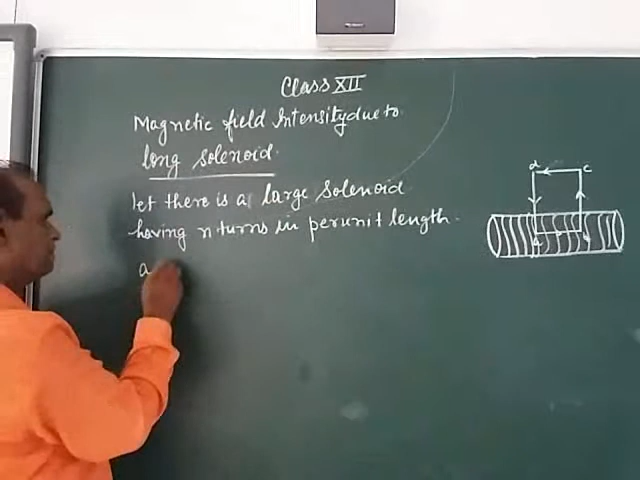 Class XII
Magnetic field Intensity due to
long solenoid.
let there is a large solenoid
having n turns in per unit length.
a
d c
a b